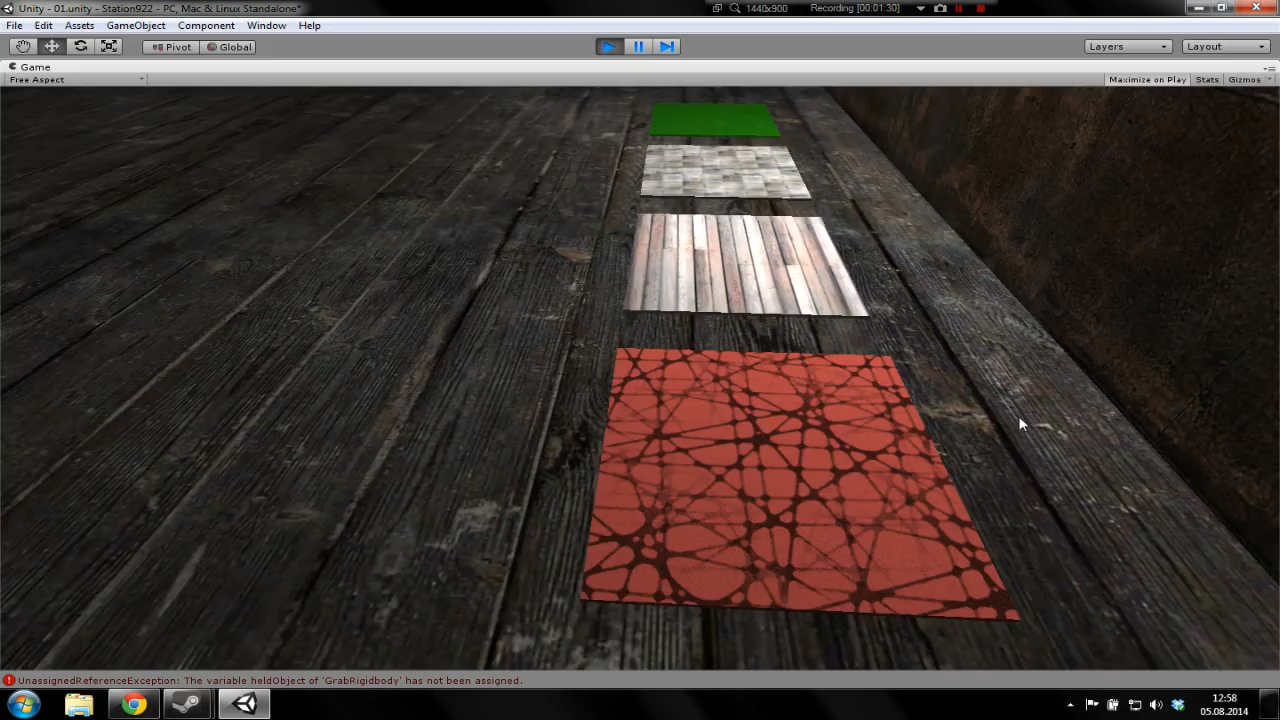 Unity - 01.unity - Station922 - PC, Mac & Linux Standalone*
1440x900
Recording [00:01:30]
File Edit Assets GameObject Component Window Help
Pivot Global Layers Layout
Game
Free Aspect Maximize on Play Stats Gizmos
UnassignedReferenceException: The variable heldObject of 'GrabRigidbody' has not been assigned.
12:58
05.08.2014